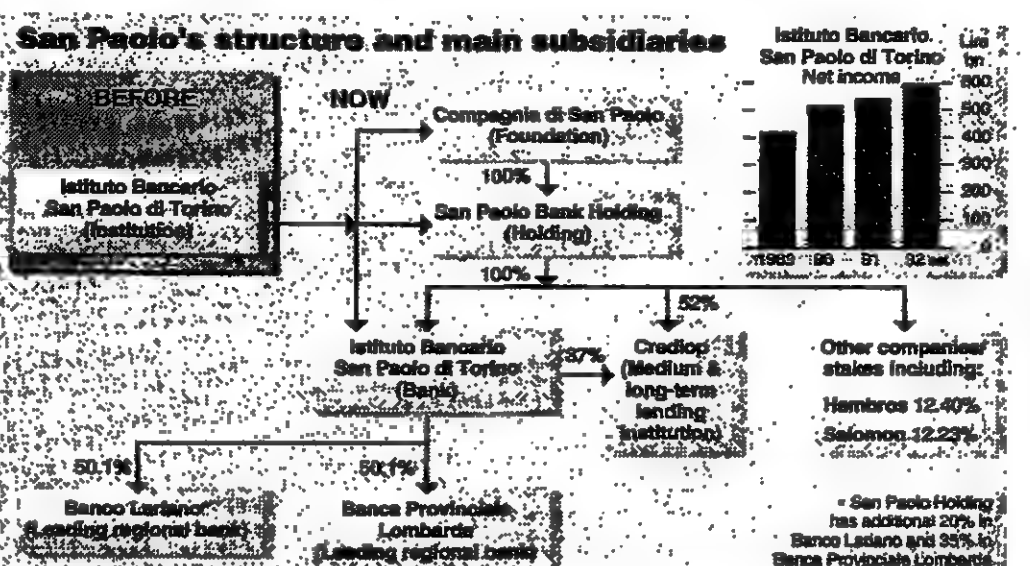 San Paolo's structure and main subsidiaries
BEFORE
Istituto Bancario
San Paolo di Torino
(Institution)
NOW
Compagnia di San Paolo
(Foundation)
100%
San Paolo Bank Holding
(Holding)
100%
52%
Istituto Bancario
San Paolo di Torino
(Bank)
37%
Crediop
(Medium &
long-term
lending
institution)
Other companies/
stakes including:
Hambros 12.40%
Salomon 12.23%
50.1%
50.1%
Banco Lariano*
(Leading regional bank)
Banca Provinciale
Lombarda
(Leading regional bank)
San Paolo Holding
has additional 20% in
Banco Lariano and 35% in
Banca Provinciale Lombarda
Istituto Bancario
San Paolo di Torino
Net income
Lira
bn
600
500
400
300
200
100
0
1989 90 91 92